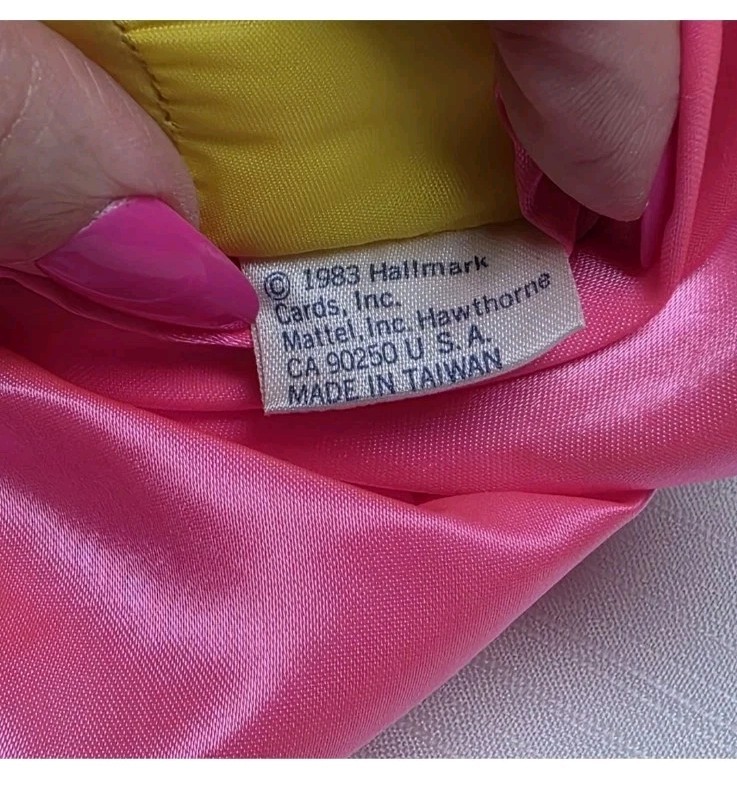 © 1983 Hallmark
Cards, Inc.
Mattel, Inc. Hawthorne
CA 90250 U S. A.
MADE IN TAIWAN